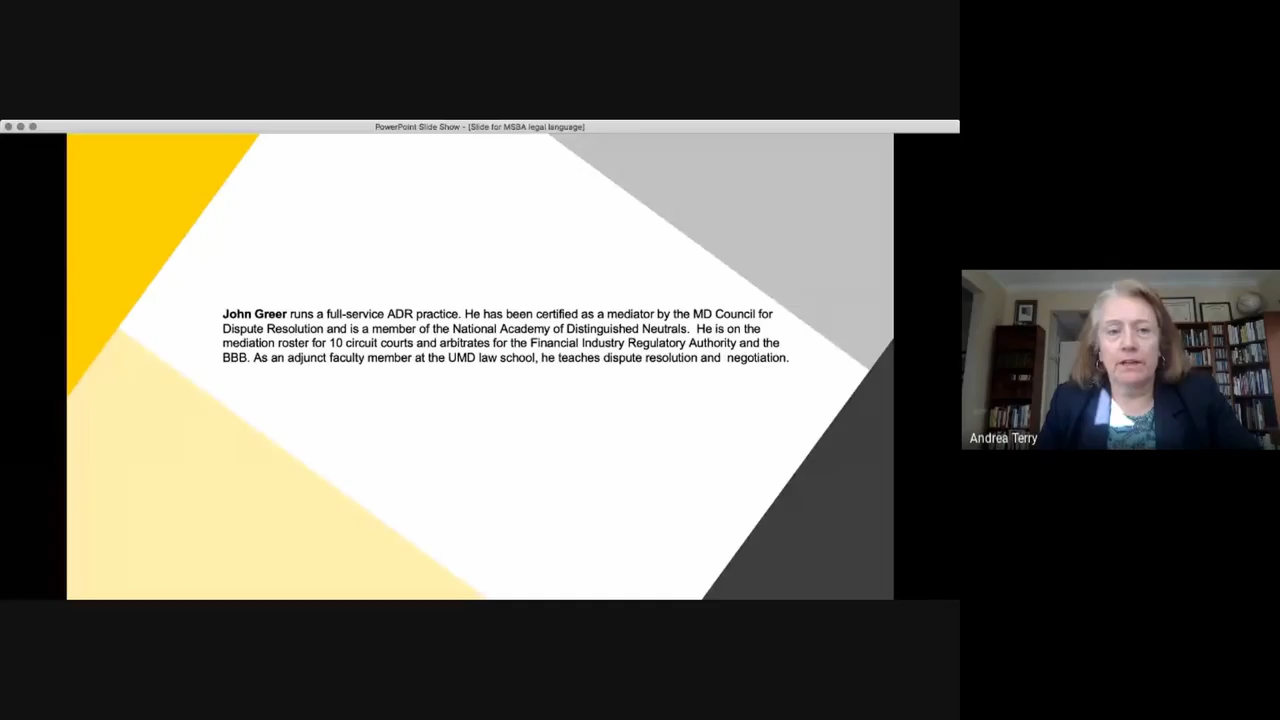 PowerPoint Slide Show - [Slide for MSBA legal language]
John Greer runs a full-service ADR practice. He has been certified as a mediator by the MD Council for
Dispute Resolution and is a member of the National Academy of Distinguished Neutrals.  He is on the
mediation roster for 10 circuit courts and arbitrates for the Financial Industry Regulatory Authority and the
BBB. As an adjunct faculty member at the UMD law school, he teaches dispute resolution and  negotiation.
Andrea Terry